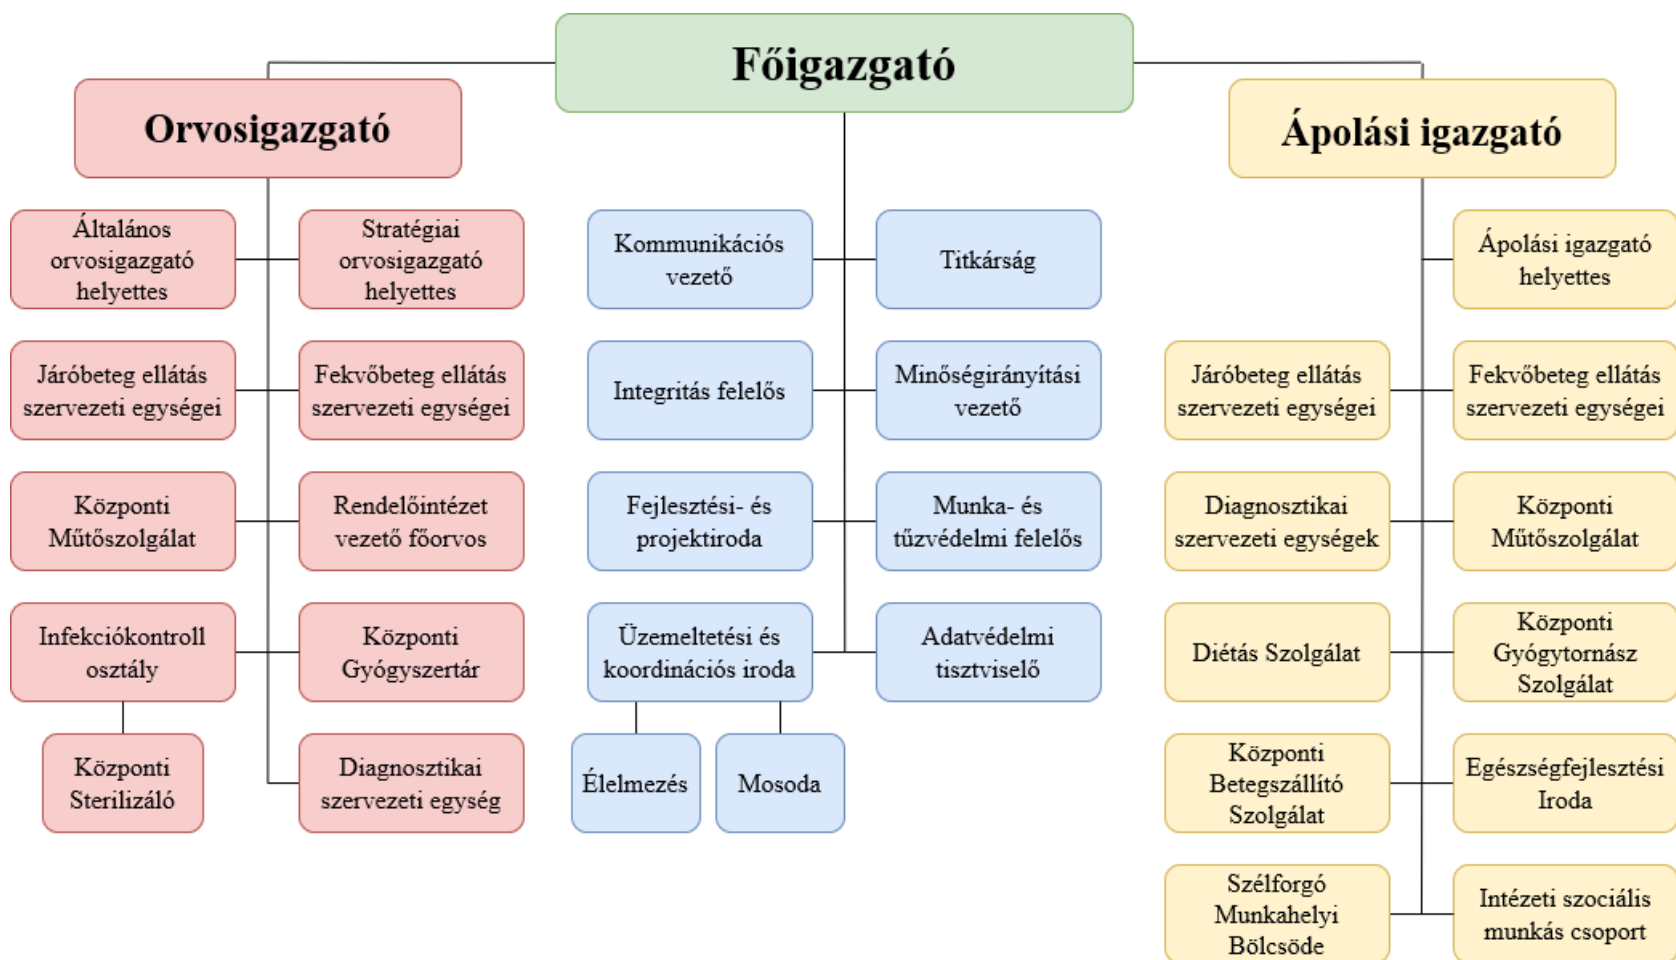 Főigazgató
Orvosigazgató
Általános
orvosigazgató
helyettes
Stratégiai
orvosigazgató
helyettes
Járóbeteg ellátás
szervezeti egységei
Fekvőbeteg ellátás
szervezeti egységei
Központi
Műtőszolgálat
Rendelőintézet
vezető főorvos
Infekciókontroll
osztály
Központi
Gyógyszertár
Központi
Sterilizáló
Diagnosztikai
szervezeti egység
Kommunikációs
vezető
Titkárság
Integritás felelős
Minőségirányítási
vezető
Fejlesztési- és
projektiroda
Munka- és
tűzvédelmi felelős
Üzemeltetési és
koordinációs iroda
Adatvédelmi
tisztviselő
Élelmezés
Mosoda
Ápolási igazgató
Ápolási igazgató
helyettes
Járóbeteg ellátás
szervezeti egységei
Fekvőbeteg ellátás
szervezeti egységei
Diagnosztikai
szervezeti egységek
Központi
Műtőszolgálat
Diétás Szolgálat
Központi
Gyógytornász
Szolgálat
Központi
Betegszállító
Szolgálat
Egészségfejlesztési
Iroda
Szélforgó
Munkahelyi
Bölcsöde
Intézeti szociális
munkás csoport